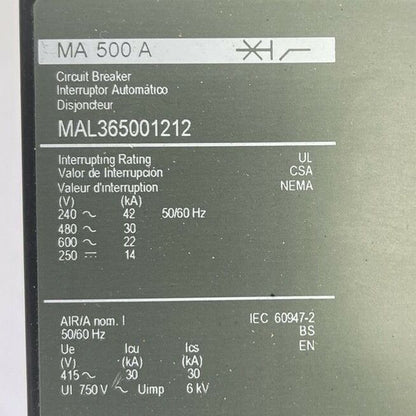 MA 500 A
Circuit Breaker
Interruptor Automático
Disjoncteur
MAL365001212
Interrupting Rating UL
Valor de Interrupción CSA
Valeur d'interruption NEMA
(V) (kA)
240 ~ 42 50/60 Hz
480 ~ 30
600 ~ 22
250 ⎓ 14
AIR/A nom. I IEC 60947-2
50/60 Hz BS
Ue Icu Ics EN
(V) (kA) (kA)
415 ~ 30 30
UI 750 V ~ Uimp 6 kV